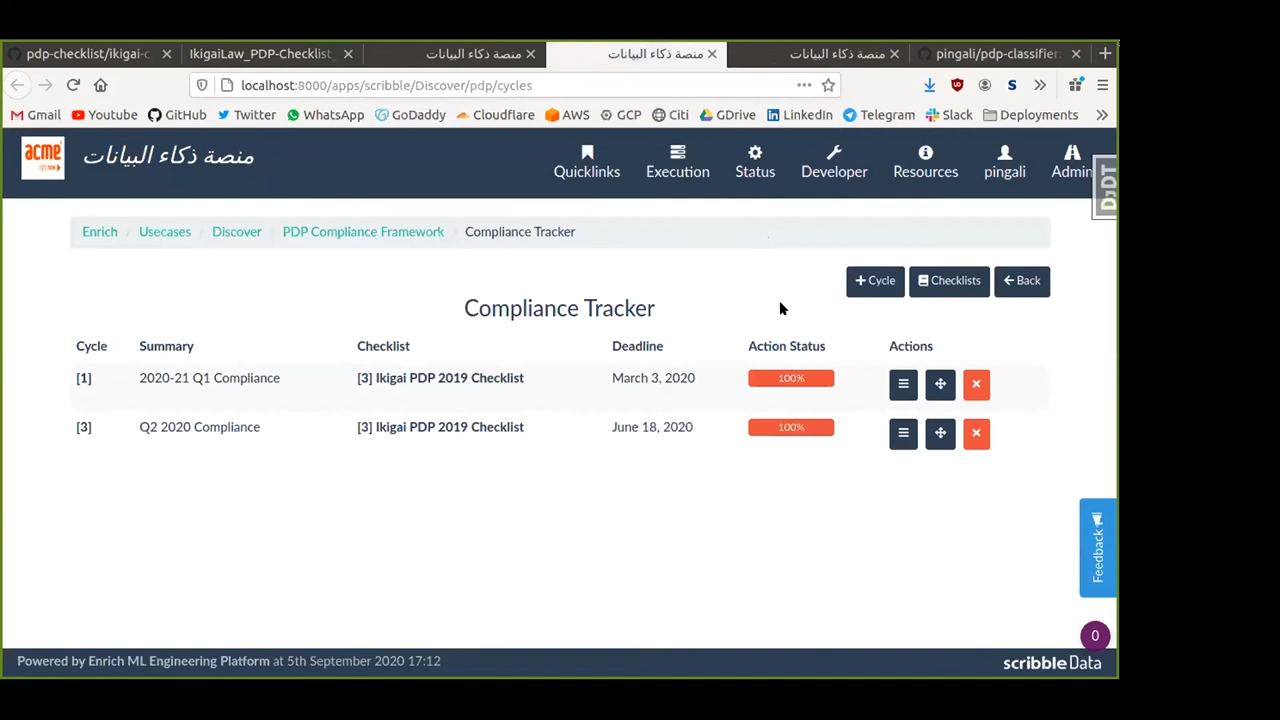 pdp-checklist/ikigai-c
IkigaiLaw_PDP-Checklist
منصة ذكاء البيانات
منصة ذكاء البيانات
منصة ذكاء البيانات
pingali/pdp-classifier:
localhost:8000/apps/scribble/Discover/pdp/cycles
Gmail Youtube GitHub Twitter WhatsApp GoDaddy Cloudflare AWS GCP Citi GDrive LinkedIn Telegram Slack Deployments
acme
منصة ذكاء البيانات
Quicklinks Execution Status Developer Resources pingali Admin
DJDT
Enrich / Usecases / Discover / PDP Compliance Framework / Compliance Tracker
+ Cycle Checklists Back
Compliance Tracker
Cycle Summary Checklist Deadline Action Status Actions
[1] 2020-21 Q1 Compliance [3] Ikigai PDP 2019 Checklist March 3, 2020 100%
[3] Q2 2020 Compliance [3] Ikigai PDP 2019 Checklist June 18, 2020 100%
Feedback
0
Powered by Enrich ML Engineering Platform at 5th September 2020 17:12
scribbleData